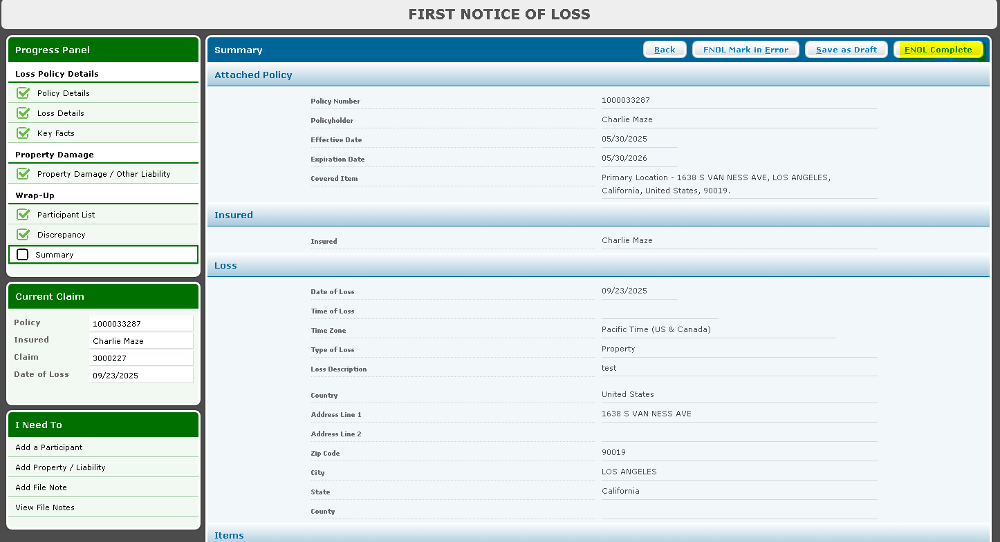 FIRST NOTICE OF LOSS
Progress Panel
Loss Policy Details
Policy Details
Loss Details
Key Facts
Property Damage
Property Damage / Other Liability
Wrap-Up
Participant List
Discrepancy
Summary
Current Claim
Policy 1000033287
Insured Charlie Maze
Claim 3000227
Date of Loss 09/23/2025
I Need To
Add a Participant
Add Property / Liability
Add File Note
View File Notes
Summary Back FNOL Mark in Error Save as Draft FNOL Complete
Attached Policy
Policy Number 1000033287
Policyholder Charlie Maze
Effective Date 05/30/2025
Expiration Date 05/30/2026
Covered Item Primary Location - 1638 S VAN NESS AVE, LOS ANGELES,
California, United States, 90019.
Insured
Insured Charlie Maze
Loss
Date of Loss 09/23/2025
Time of Loss
Time Zone Pacific Time (US & Canada)
Type of Loss Property
Loss Description test
Country United States
Address Line 1 1638 S VAN NESS AVE
Address Line 2
Zip Code 90019
City LOS ANGELES
State California
County
Items